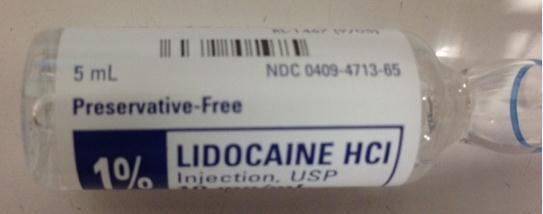 5 mL
NDC 0409-4713-65
Preservative-Free
1%
LIDOCAINE HCl
Injection, USP